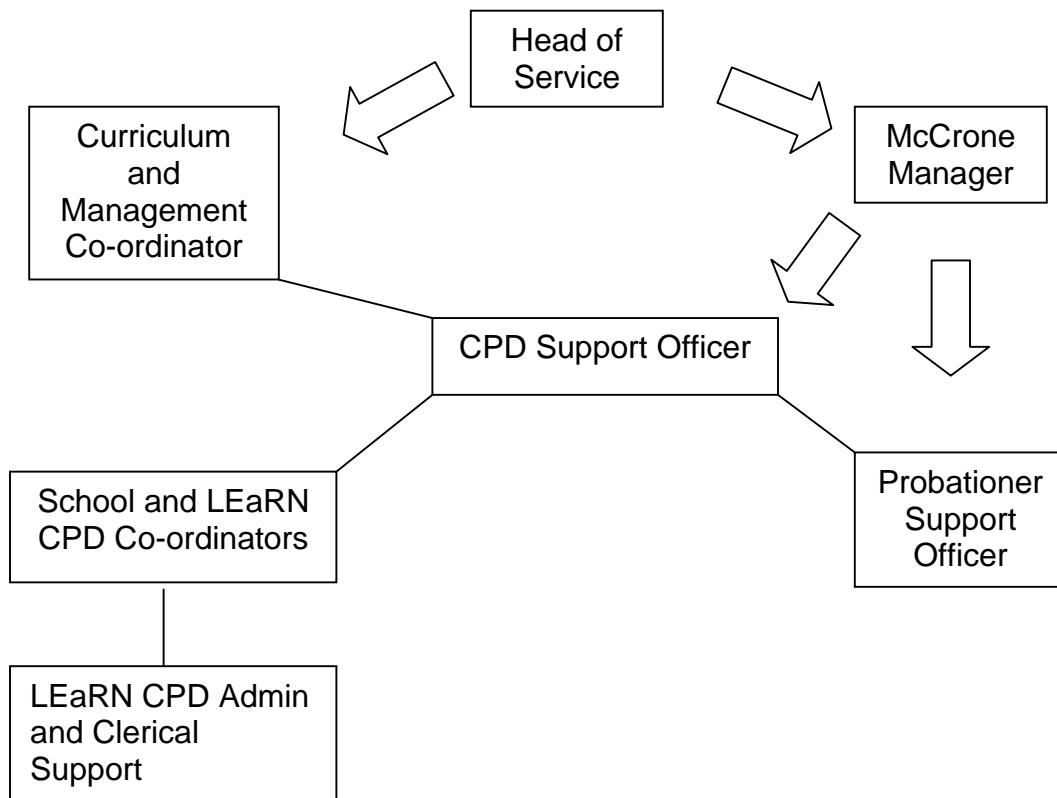 Head of
Service
Curriculum
and
Management
Co-ordinator
McCrone
Manager
CPD Support Officer
School and LEaRN
CPD Co-ordinators
Probationer
Support
Officer
LEaRN CPD Admin
and Clerical
Support